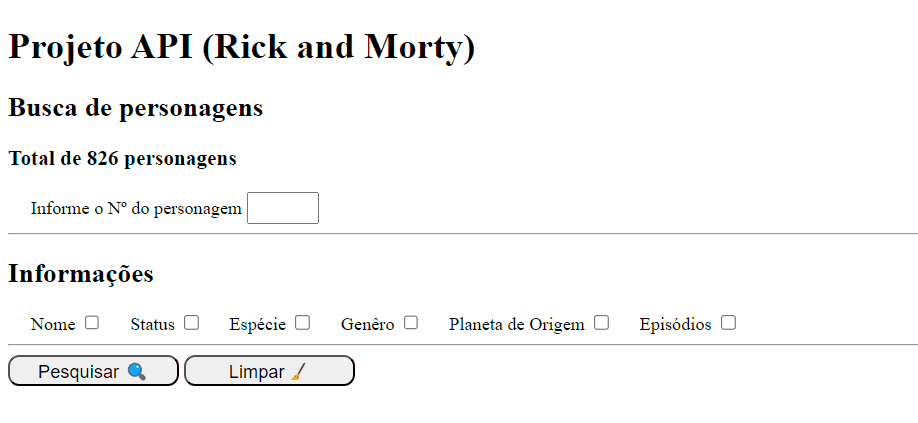 Projeto API (Rick and Morty)
Busca de personagens
Total de 826 personagens
Informe o Nº do personagem
Informações
Nome Status Espécie Genêro Planeta de Origem Episódios
Pesquisar 🔍 Limpar 🧹